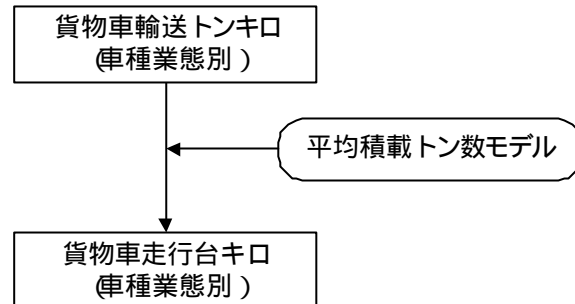 貨物車輸送トンキロ
(車種業態別)
平均積載トン数モデル
貨物車走行台キロ
(車種業態別)